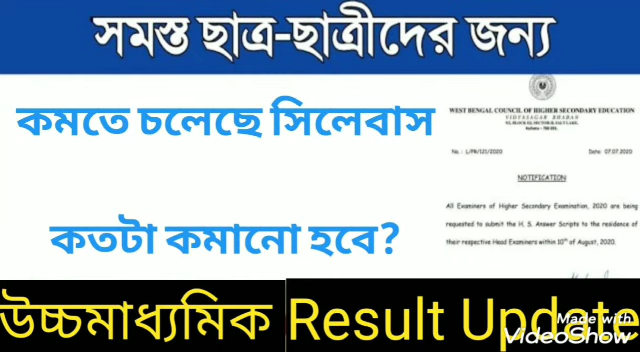 সমস্ত ছাত্র-ছাত্রীদের জন্য
কমতে চলেছে সিলেবাস
কতটা কমানো হবে?
WEST BENGAL COUNCIL OF HIGHER SECONDARY EDUCATION
VIDYASAGAR BHABAN
No. : L/PR/121/2020
Date: 07.07.2020
NOTIFICATION
All Examiners of Higher Secondary Examination, 2020 are being
requested to submit the H. S. Answer Scripts to the residence of
their respective Head Examiners within 10th of August, 2020.
উচ্চমাধ্যমিক Result Update
Made with
VideoShow